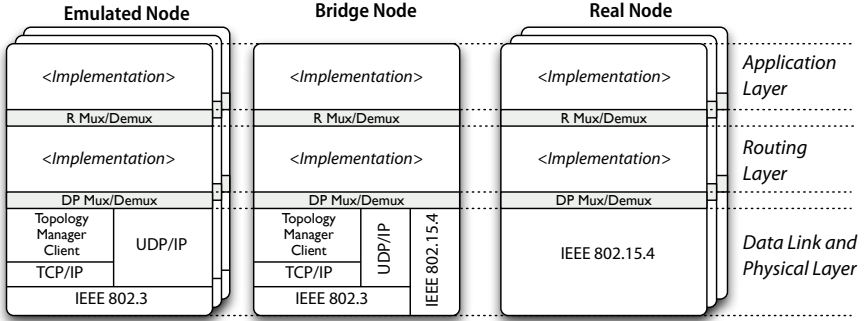 Emulated Node
Bridge Node
Real Node
<Implementation>
<Implementation>
<Implementation>
Application
Layer
R Mux/Demux
R Mux/Demux
R Mux/Demux
<Implementation>
<Implementation>
<Implementation>
Routing
Layer
DP Mux/Demux
DP Mux/Demux
DP Mux/Demux
Topology
Manager
Client
UDP/IP
TCP/IP
IEEE 802.3
Topology
Manager
Client
UDP/IP
IEEE 802.15.4
TCP/IP
IEEE 802.3
IEEE 802.15.4
Data Link and
Physical Layer